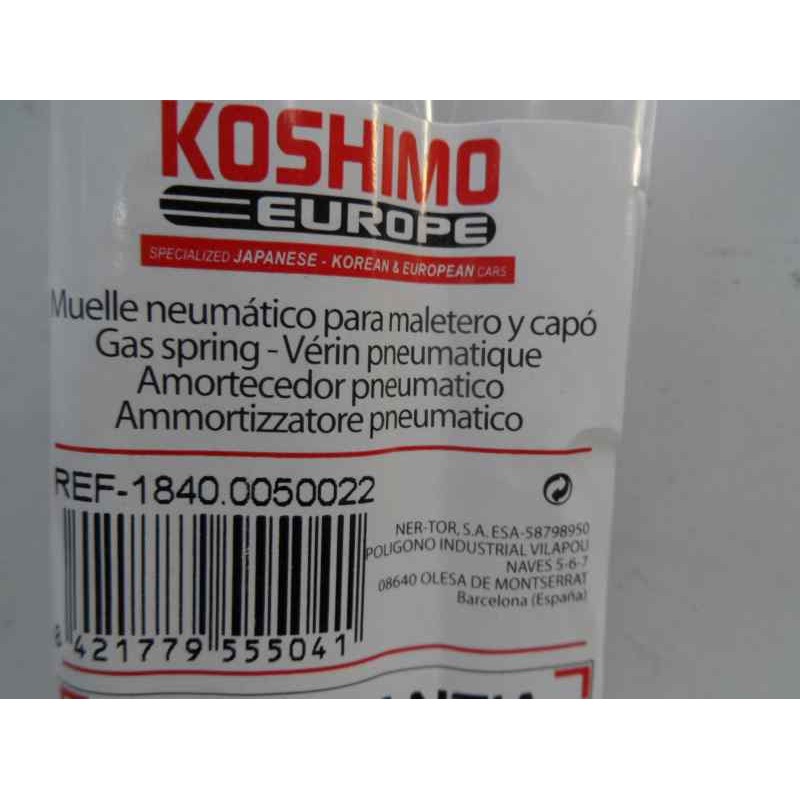 KOSHIMO
EUROPE
SPECIALIZED JAPANESE - KOREAN & EUROPEAN CARS
Muelle neumático para maletero y capó
Gas spring - Vérin pneumatique
Amortecedor pneumatico
Ammortizzatore pneumatico
REF-1840.0050022
NER-TOR, S.A. ESA-58798950
POLIGONO INDUSTRIAL VILAPOU
NAVES 5-6-7
08640 OLESA DE MONTSERRAT
Barcelona (España)
8 421779 555041